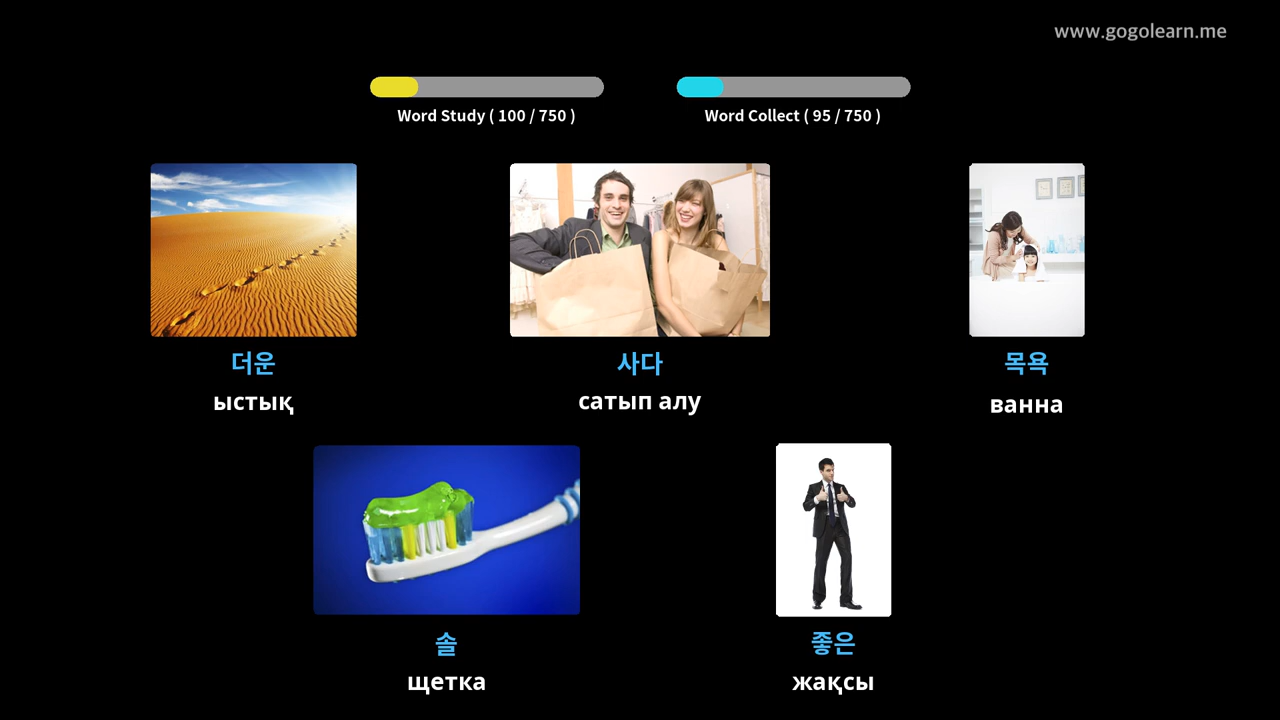 www.gogolearn.me
Word Study ( 100 / 750 )
Word Collect ( 95 / 750 )
더운
ыстық
사다
сатып алу
목욕
ванна
솔
щетка
좋은
жақсы